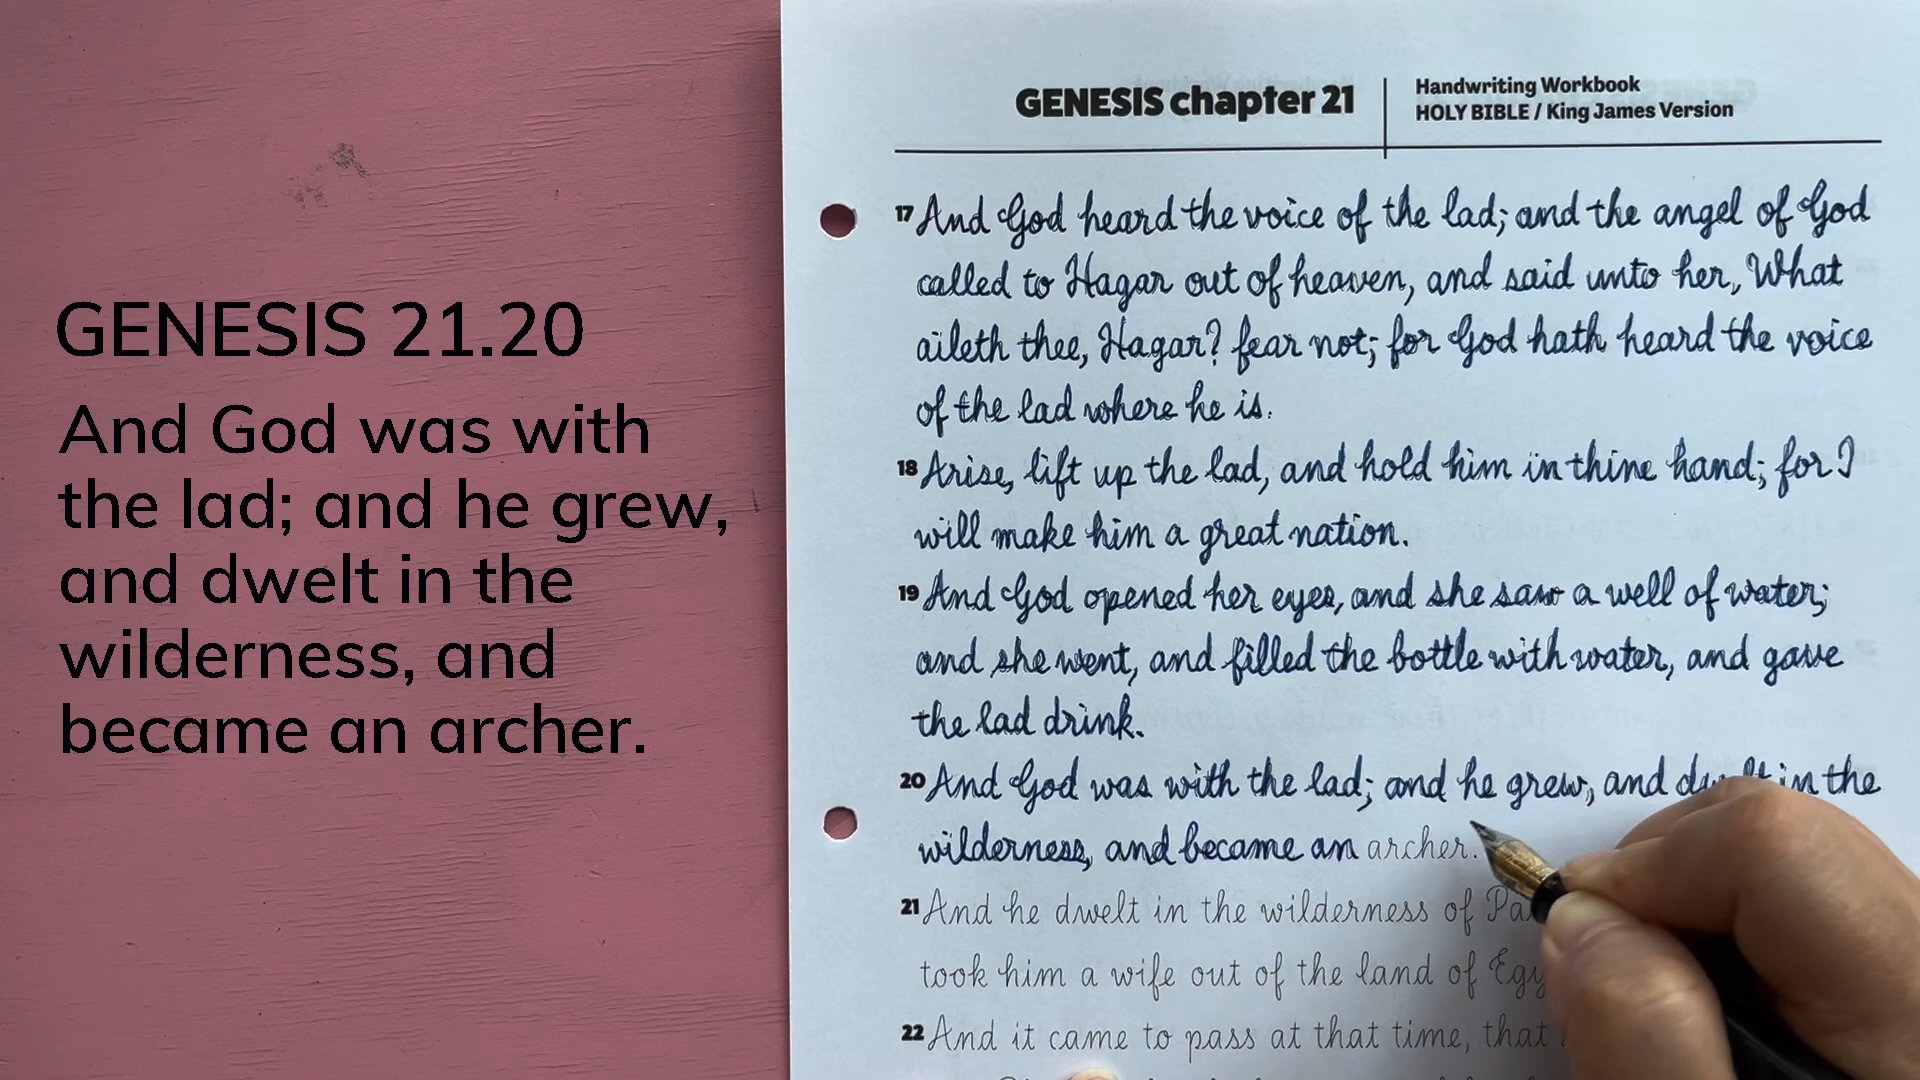 GENESIS 21.20
And God was with
the lad; and he grew,
and dwelt in the
wilderness, and
became an archer.
GENESIS chapter 21
Handwriting Workbook
HOLY BIBLE / King James Version
17 And God heard the voice of the lad; and the angel of God
called to Hagar out of heaven, and said unto her, What
aileth thee, Hagar? fear not; for God hath heard the voice
of the lad where he is.
18 Arise, lift up the lad, and hold him in thine hand; for I
will make him a great nation.
19 And God opened her eyes, and she saw a well of water;
and she went, and filled the bottle with water, and gave
the lad drink.
20 And God was with the lad; and he grew, and dwelt in the
wilderness, and became an archer.
21 And he dwelt in the wilderness of
took him a wife out of the land of
22 And it came to pass at that time, that